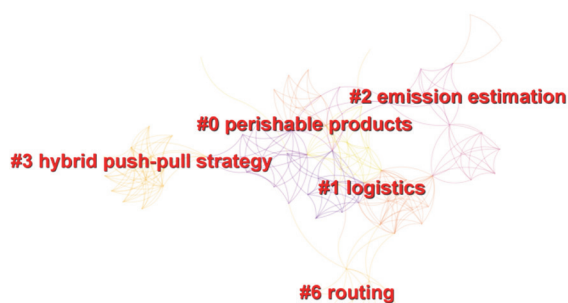 #2 emission estimation
#0 perishable products
#3 hybrid push-pull strategy
#1 logistics
#6 routing